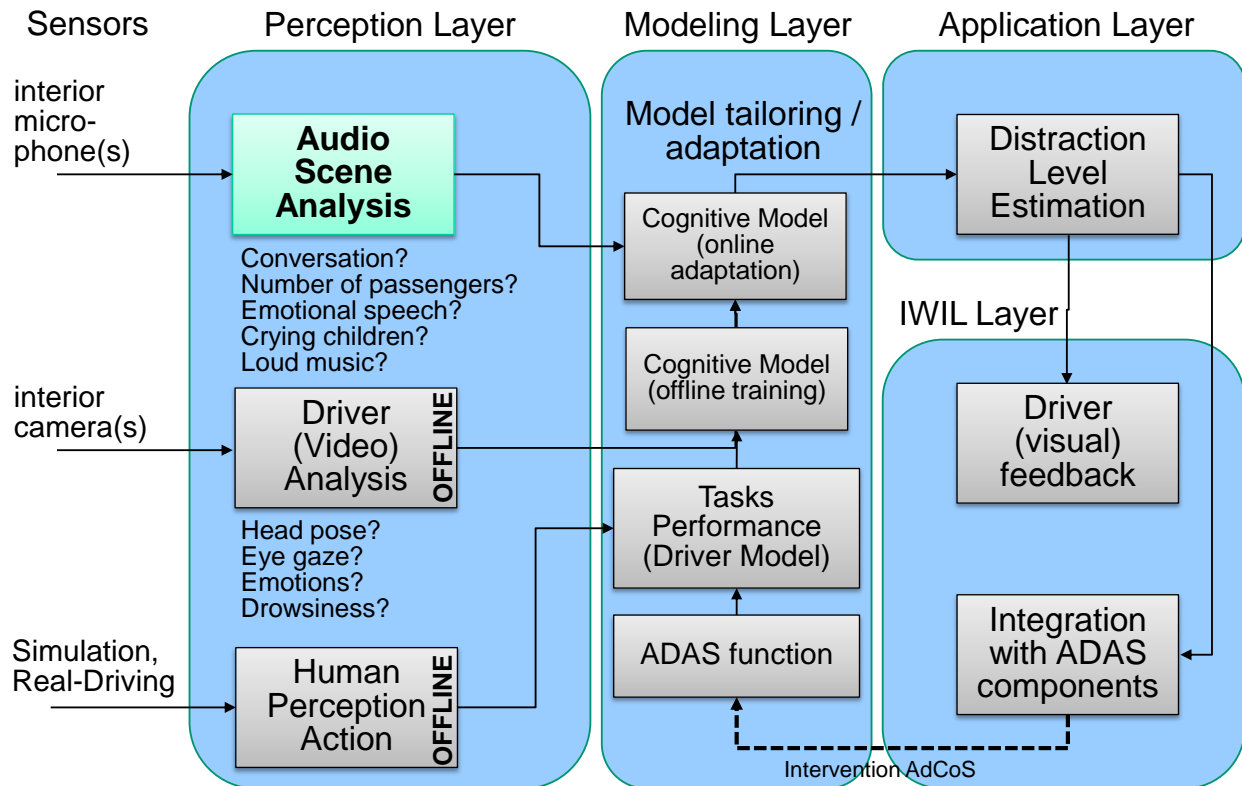 Sensors
Perception Layer
Modeling Layer
Application Layer
interior
micro-
phone(s)
Audio
Scene
Analysis
Conversation?
Number of passengers?
Emotional speech?
Crying children?
Loud music?
interior
camera(s)
Driver
(Video)
Analysis
OFFLINE
Head pose?
Eye gaze?
Emotions?
Drowsiness?
Simulation,
Real-Driving
Human
Perception
Action
OFFLINE
Model tailoring /
adaptation
Cognitive Model
(online
adaptation)
Cognitive Model
(offline training)
Tasks
Performance
(Driver Model)
ADAS function
Distraction
Level
Estimation
IWIL Layer
Driver
(visual)
feedback
Integration
with ADAS
components
Intervention AdCoS